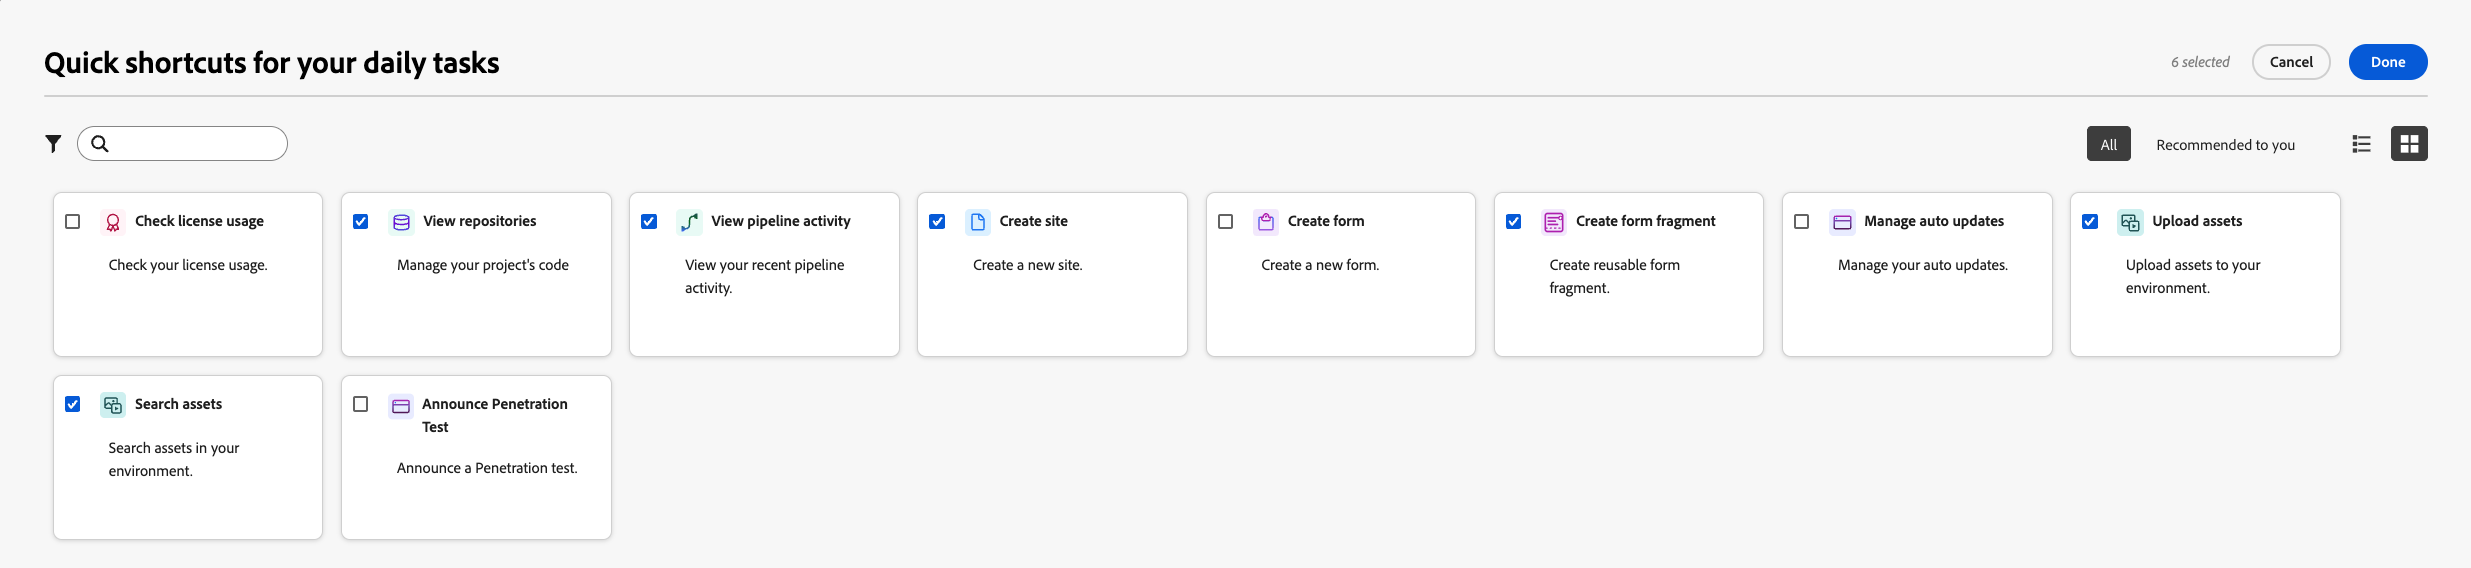 Quick shortcuts for your daily tasks
6 selected
Cancel
Done
All
Recommended to you
Check license usage
Check your license usage.
View repositories
Manage your project's code
View pipeline activity
View your recent pipeline
activity.
Create site
Create a new site.
Create form
Create a new form.
Create form fragment
Create reusable form
fragment.
Manage auto updates
Manage your auto updates.
Upload assets
Upload assets to your
environment.
Search assets
Search assets in your
environment.
Announce Penetration
Test
Announce a Penetration test.